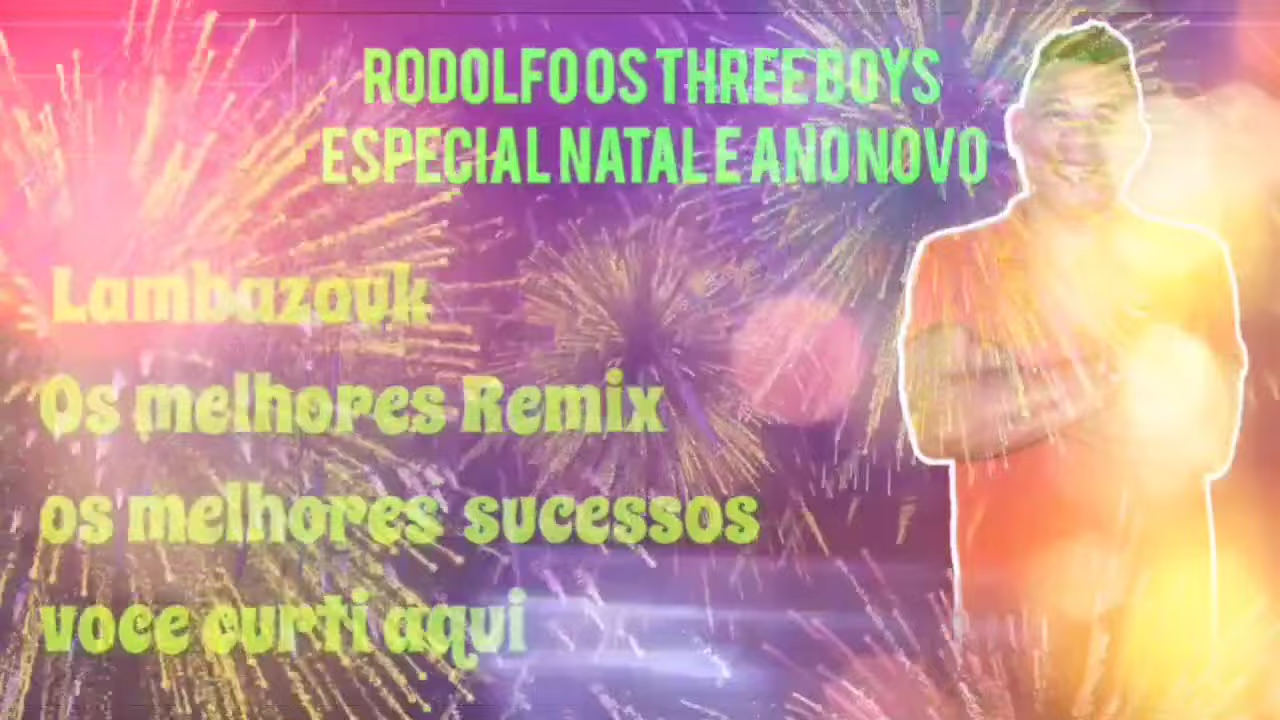 RODOLFO OS THREE BOYS
ESPECIAL NATAL E ANO NOVO
Lambazouk
Os melhores Remix
os melhores sucessos
voce curti aqui